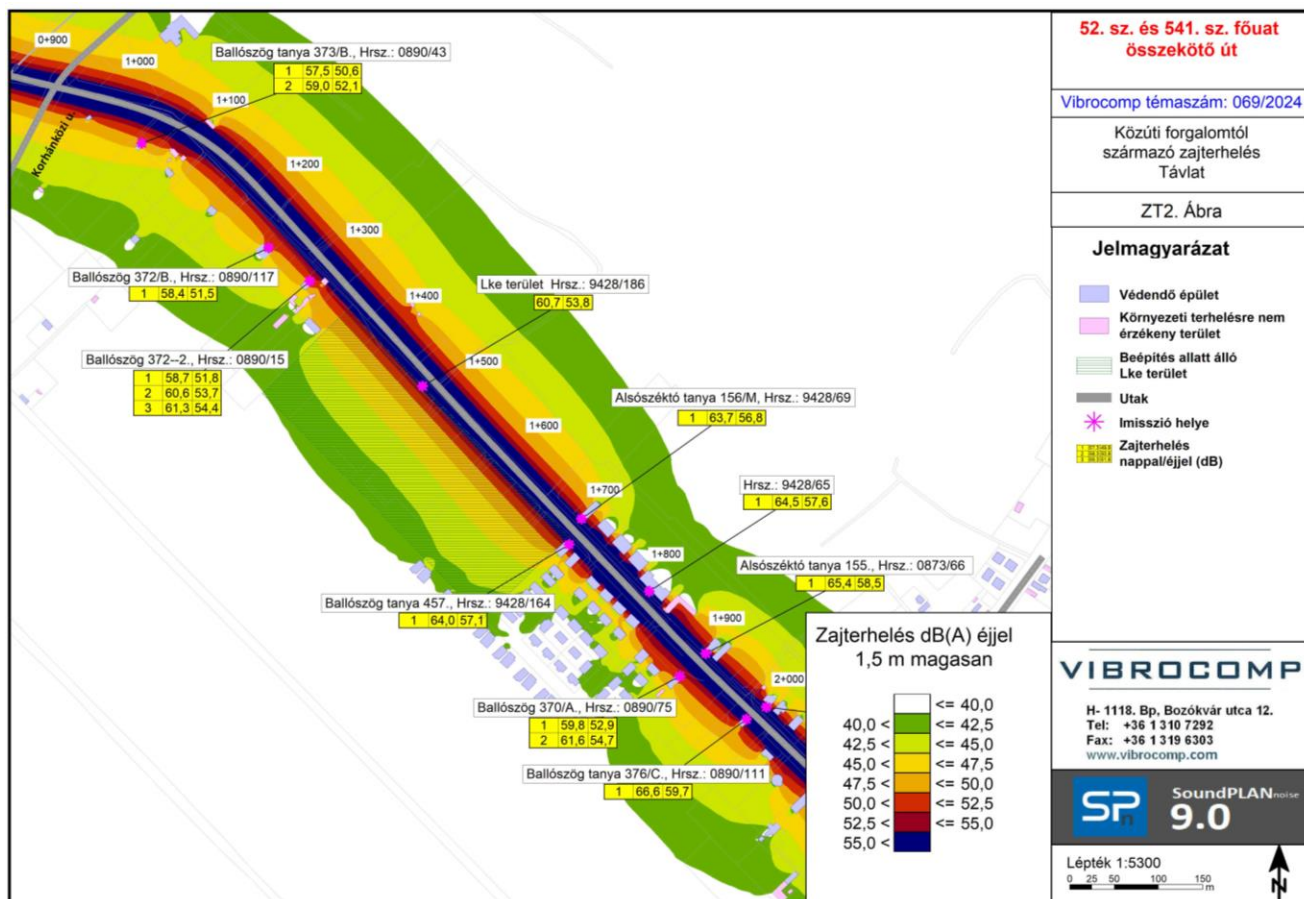 0+900
1+000
Korhánközi u.
1+100
1+200
1+300
1+400
1+500
1+600
1+700
1+800
1+900
2+000
Ballószög tanya 373/B., Hrsz.: 0890/43
1 57,5 50,6
2 59,0 52,1
Ballószög 372/B., Hrsz.: 0890/117
1 58,4 51,5
Ballószög 372--2., Hrsz.: 0890/15
1 58,7 51,8
2 60,6 53,7
3 61,3 54,4
Lke terület Hrsz.: 9428/186
60,7 53,8
Alsószéktó tanya 156/M, Hrsz.: 9428/69
1 63,7 56,8
Hrsz.: 9428/65
1 64,5 57,6
Alsószéktó tanya 155., Hrsz.: 0873/66
1 65,4 58,5
Ballószög tanya 457., Hrsz.: 9428/164
1 64,0 57,1
Ballószög 370/A., Hrsz.: 0890/75
1 59,8 52,9
2 61,6 54,7
Ballószög tanya 376/C., Hrsz.: 0890/111
1 66,6 59,7
Zajterhelés dB(A) éjjel
1,5 m magasan
<= 40,0
40,0 < <= 42,5
42,5 < <= 45,0
45,0 < <= 47,5
47,5 < <= 50,0
50,0 < <= 52,5
52,5 < <= 55,0
55,0 <
52. sz. és 541. sz. főuat
összekötő út
Vibrocomp témaszám: 069/2024
Közúti forgalomtól
származó zajterhelés
Távlat
ZT2. Ábra
Jelmagyarázat
Védendő épület
Környezeti terhelésre nem
érzékeny terület
Beépítés allatt álló
Lke terület
Utak
Imisszió helye
Zajterhelés
nappal/éjjel (dB)
VIBROCOMP
H- 1118. Bp, Bozókvár utca 12.
Tel: +36 1 310 7292
Fax: +36 1 319 6303
www.vibrocomp.com
SPn
SoundPLANnoise
9.0
Lépték 1:5300
0 25 50 100 150
m
N